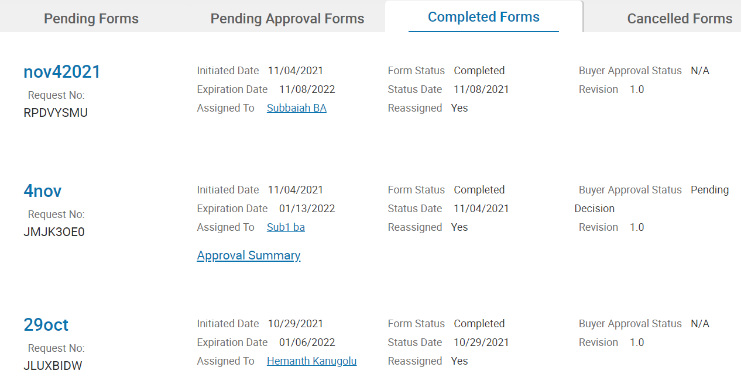 Pending Forms Pending Approval Forms Completed Forms Cancelled Forms
nov42021 Initiated Date 11/04/2021 Form Status Completed Buyer Approval Status N/A
Request No: Expiration Date 11/08/2022 Status Date 11/08/2021 Revision 1.0
RPDVYSMU Assigned To Subbaiah BA Reassigned Yes
4nov Initiated Date 11/04/2021 Form Status Completed Buyer Approval Status Pending
Request No: Expiration Date 01/13/2022 Status Date 11/04/2021 Decision
JMJK3OE0 Assigned To Sub1 ba Reassigned Yes Revision 1.0
Approval Summary
29oct Initiated Date 10/29/2021 Form Status Completed Buyer Approval Status N/A
Request No: Expiration Date 01/06/2022 Status Date 10/29/2021 Revision 1.0
JLUXBIDW Assigned To Hemanth Kanugolu Reassigned Yes